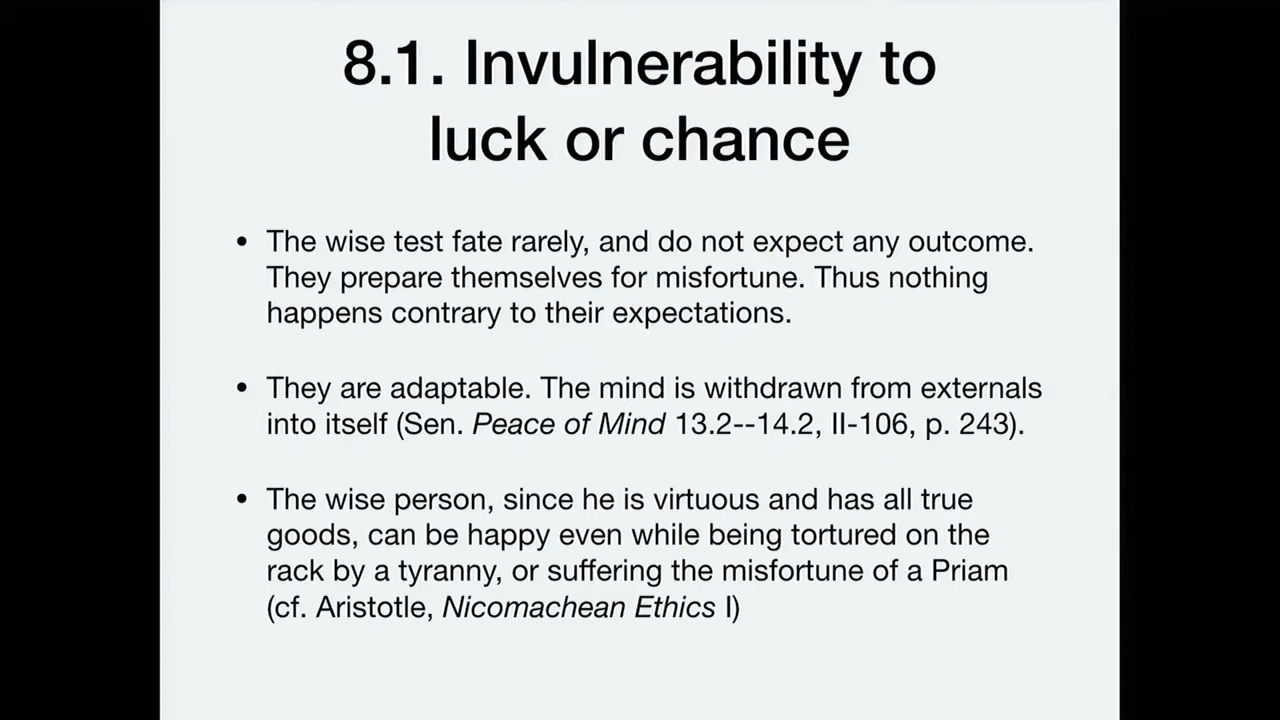 8.1. Invulnerability to
luck or chance
• The wise test fate rarely, and do not expect any outcome.
They prepare themselves for misfortune. Thus nothing
happens contrary to their expectations.
• They are adaptable. The mind is withdrawn from externals
into itself (Sen. Peace of Mind 13.2--14.2, II-106, p. 243).
• The wise person, since he is virtuous and has all true
goods, can be happy even while being tortured on the
rack by a tyranny, or suffering the misfortune of a Priam
(cf. Aristotle, Nicomachean Ethics I)